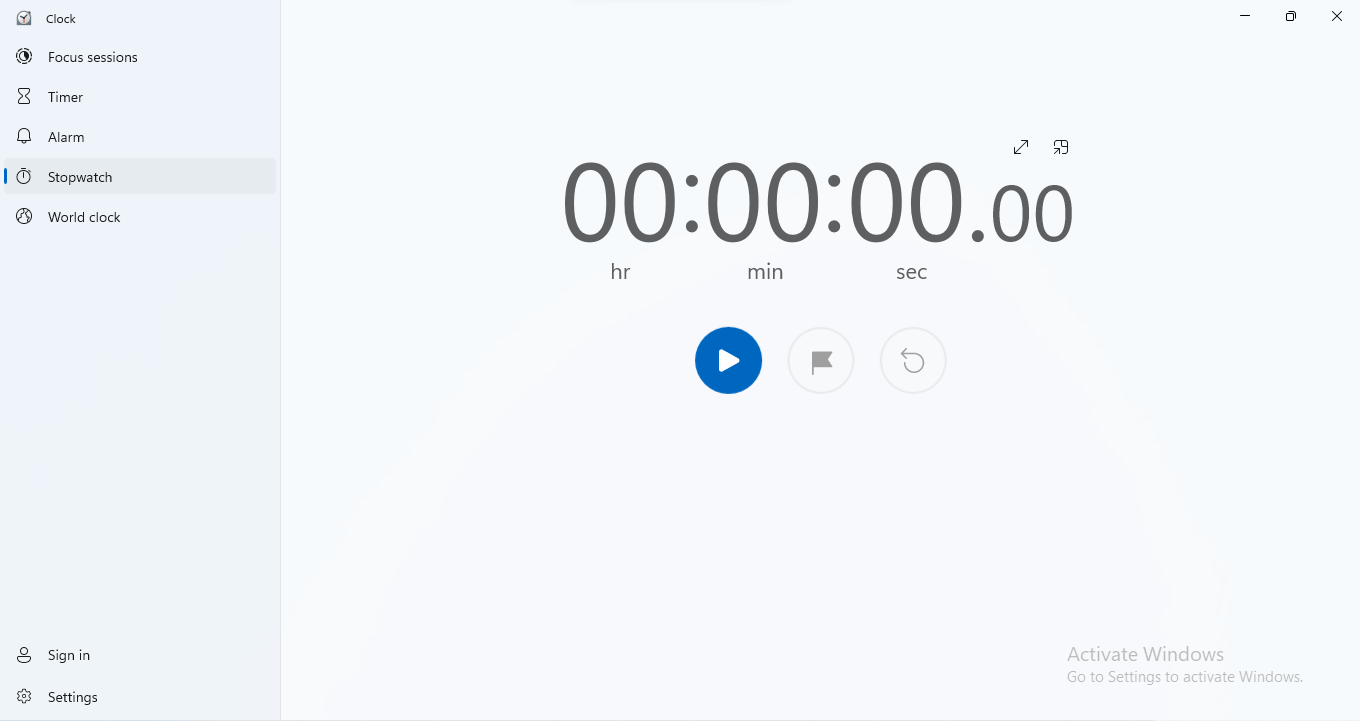 Clock
Focus sessions
Timer
Alarm
Stopwatch
World clock
00:00:00.00
hr min sec
Sign in
Settings
Activate Windows
Go to Settings to activate Windows.